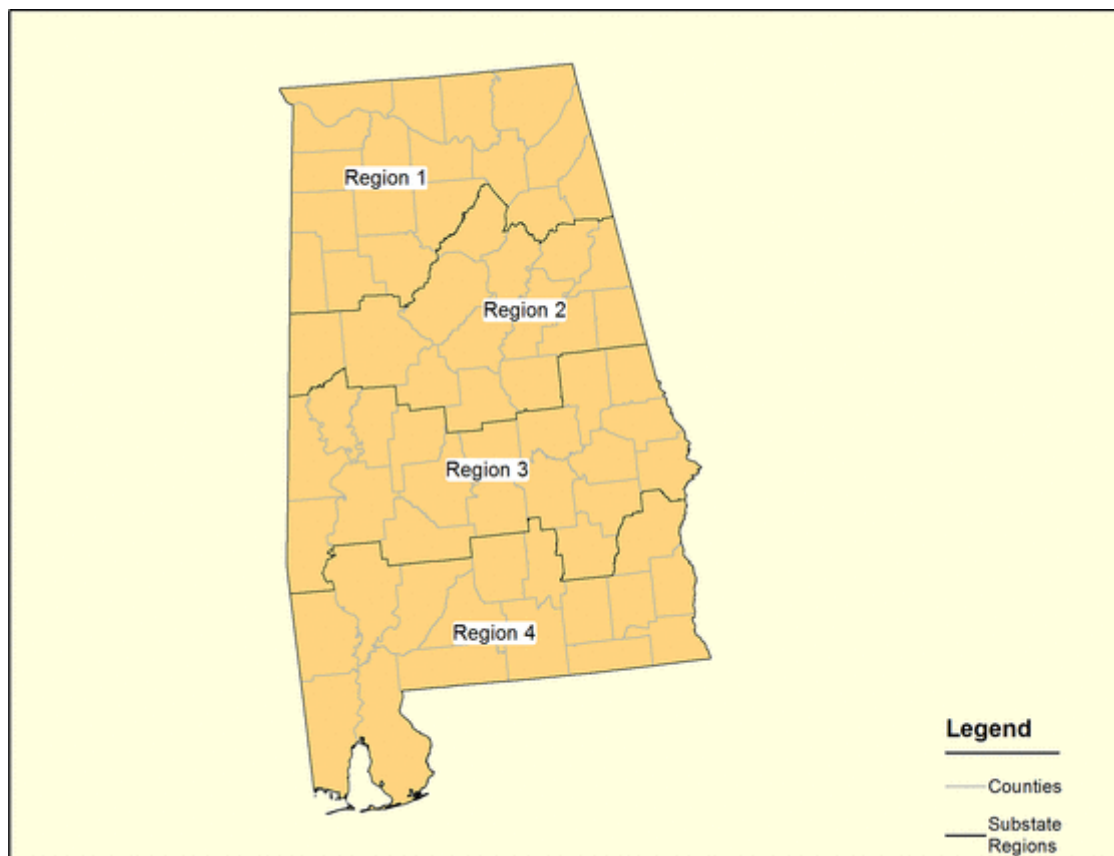 Region 1
Region 2
Region 3
Region 4
Legend
Counties
Substate
Regions